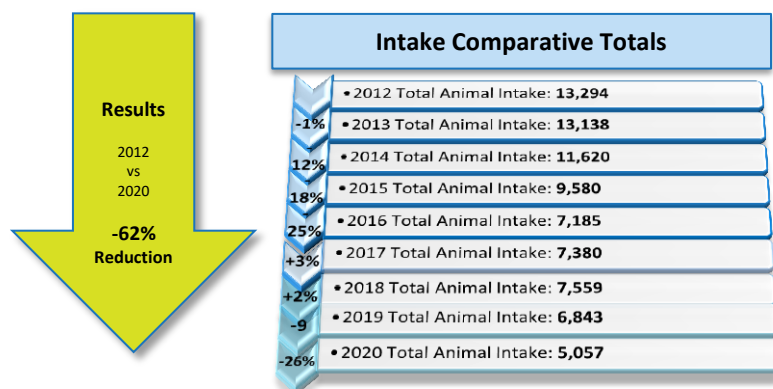 Results
2012
vs
2020
-62%
Reduction
Intake Comparative Totals
• 2012 Total Animal Intake: 13,294
-1%
• 2013 Total Animal Intake: 13,138
12%
• 2014 Total Animal Intake: 11,620
18%
• 2015 Total Animal Intake: 9,580
25%
• 2016 Total Animal Intake: 7,185
+3%
• 2017 Total Animal Intake: 7,380
+2%
• 2018 Total Animal Intake: 7,559
-9
• 2019 Total Animal Intake: 6,843
-26%
• 2020 Total Animal Intake: 5,057